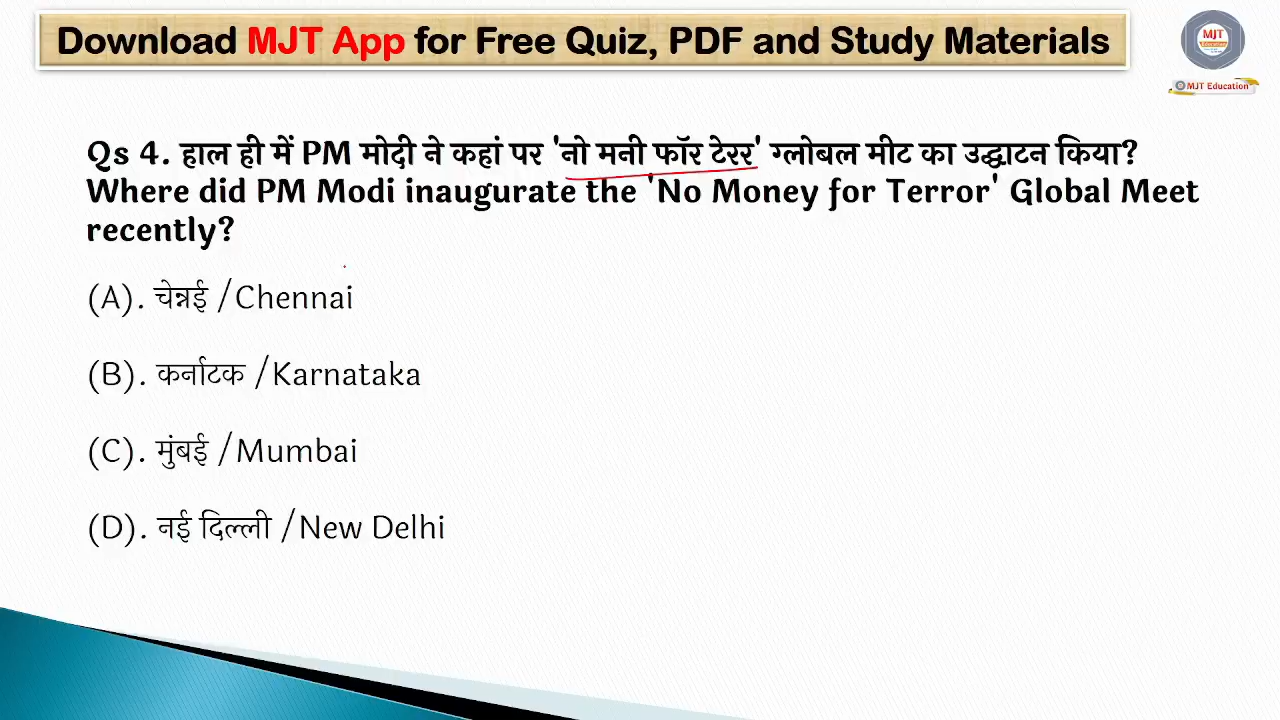 Download MJT App for Free Quiz, PDF and Study Materials
MJT
Education
MJT Education
Qs 4. हाल ही में PM मोदी ने कहां पर 'नो मनी फॉर टेरर' ग्लोबल मीट का उद्घाटन किया?
Where did PM Modi inaugurate the 'No Money for Terror' Global Meet
recently?
(A). चेन्नई /Chennai
(B). कर्नाटक /Karnataka
(C). मुंबई /Mumbai
(D). नई दिल्ली /New Delhi